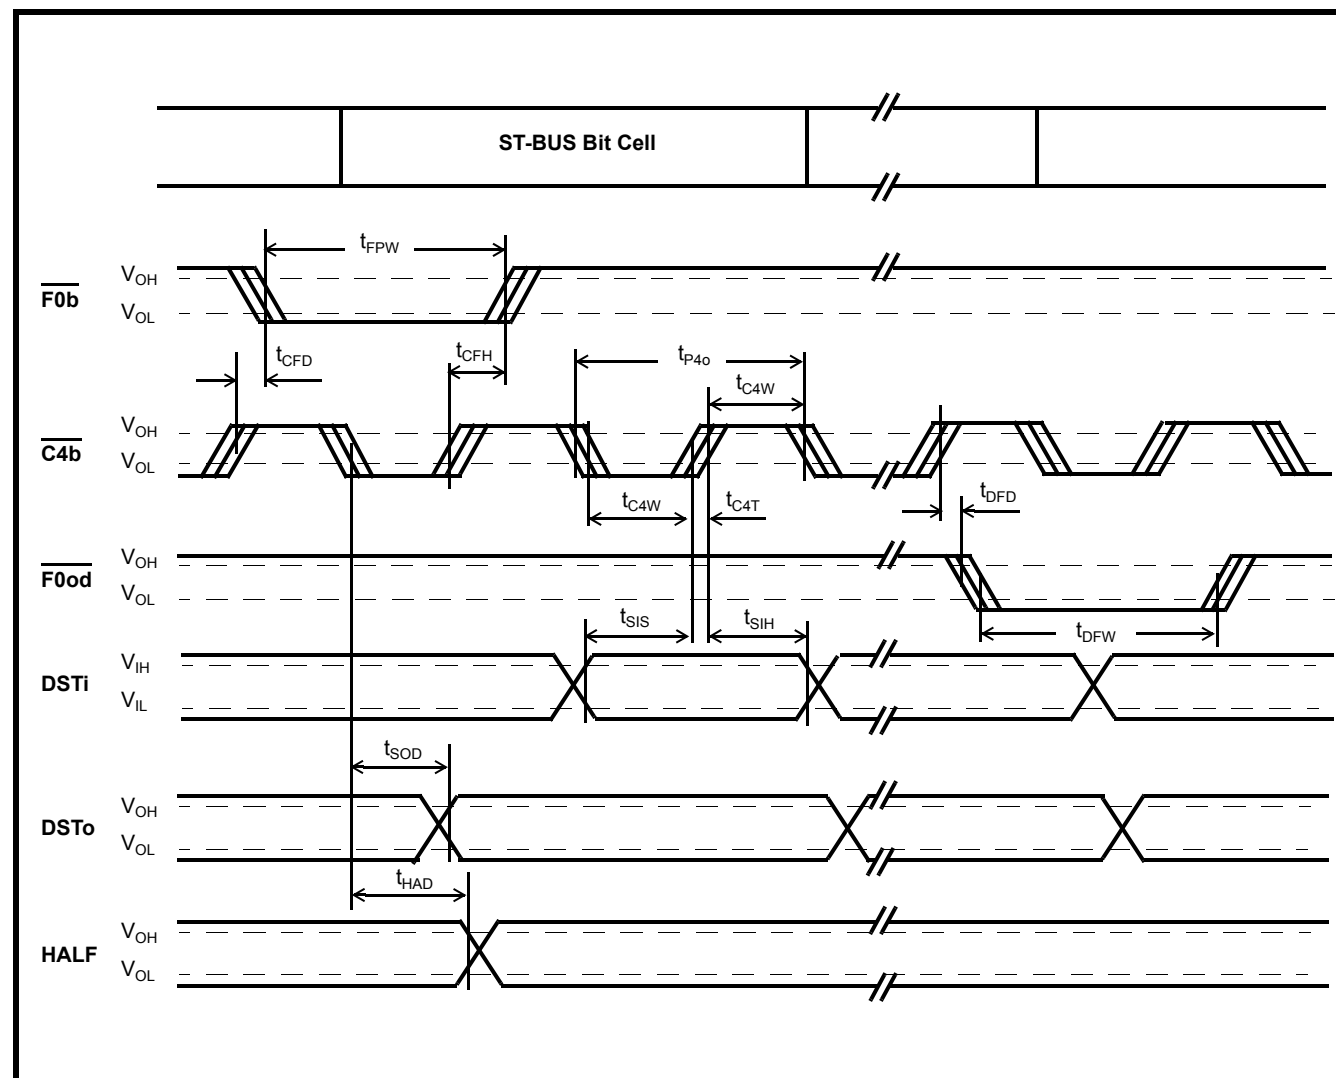 ST-BUS Bit Cell
tFPW
F0b
VOH
VOL
tCFD
tCFH
tP4o
tC4W
C4b
VOH
VOL
tC4W
tC4T
tDFD
F0od
VOH
VOL
tSIS
tSIH
tDFW
DSTi
VIH
VIL
tSOD
DSTo
VOH
VOL
tHAD
HALF
VOH
VOL